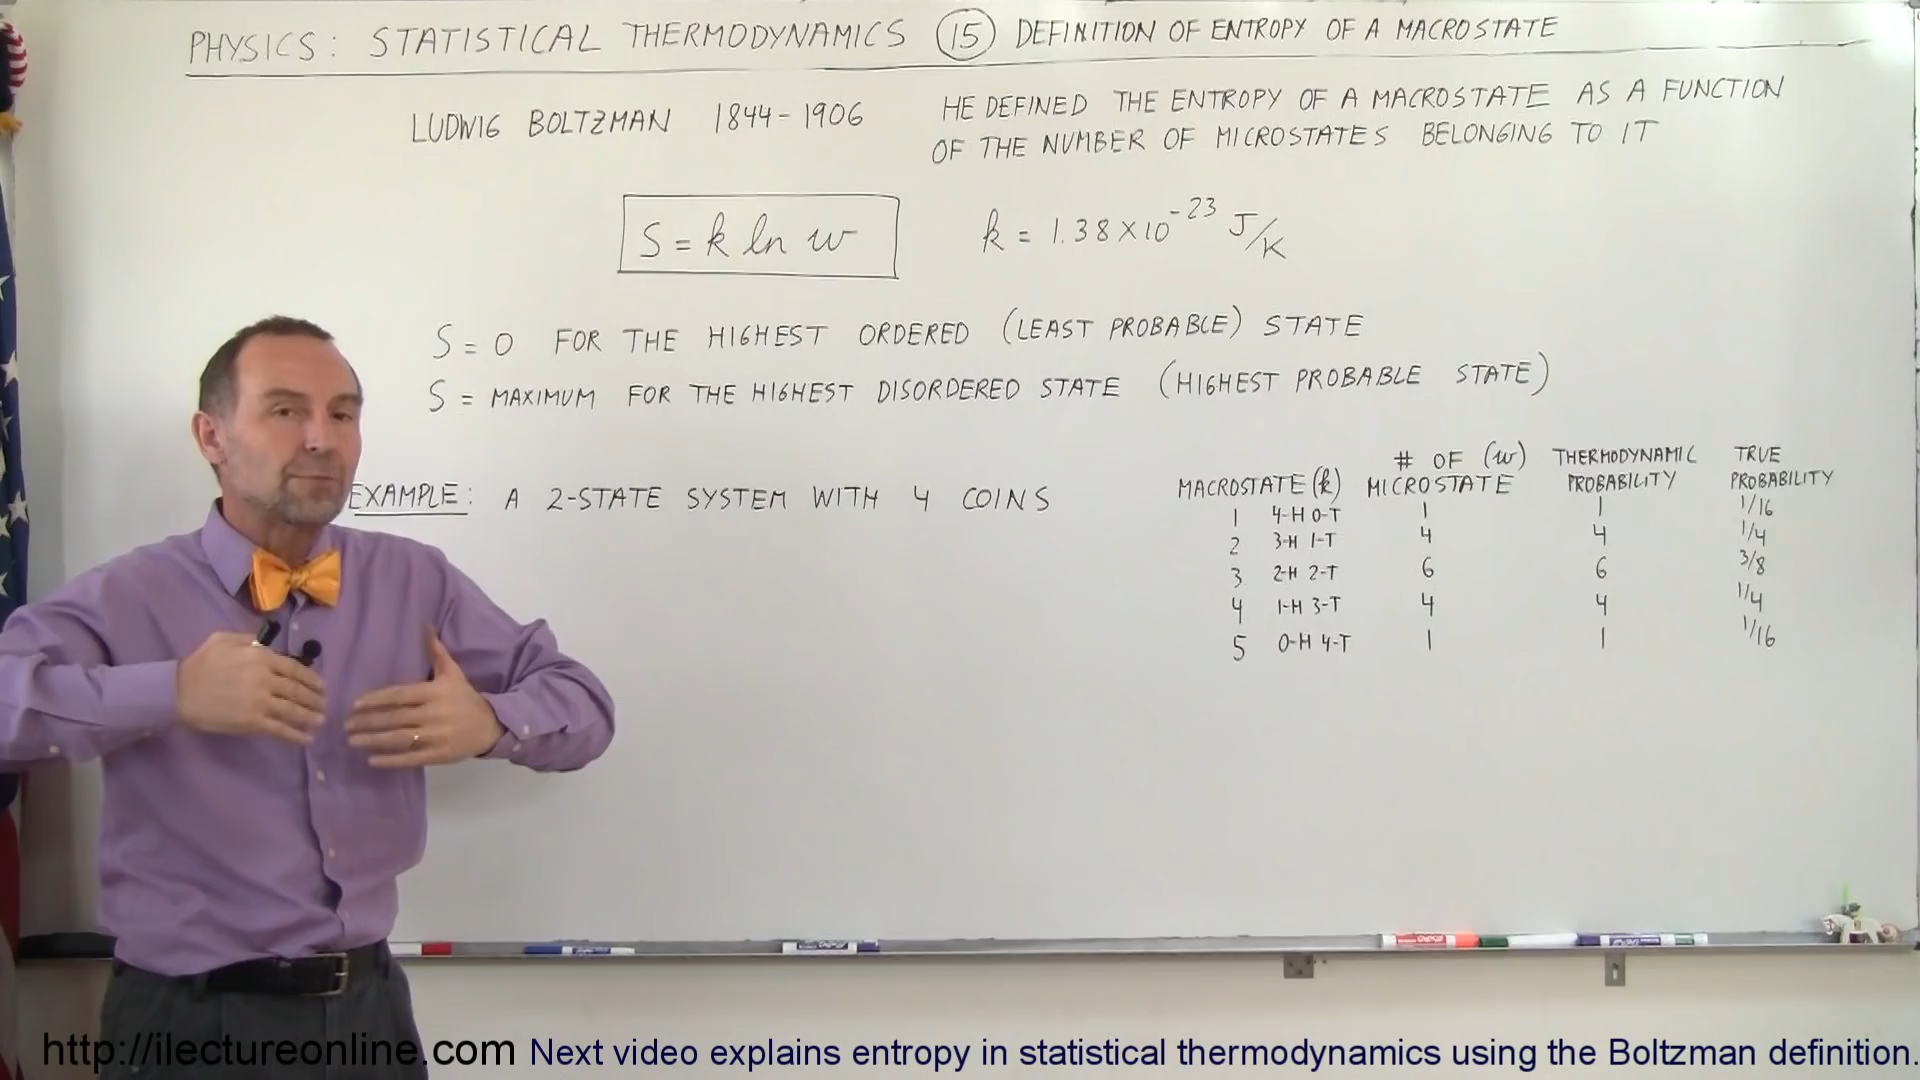 PHYSICS: STATISTICAL THERMODYNAMICS 15 DEFINITION OF ENTROPY OF A MACROSTATE
LUDWIG BOLTZMAN 1844-1906
HE DEFINED THE ENTROPY OF A MACROSTATE AS A FUNCTION
OF THE NUMBER OF MICROSTATES BELONGING TO IT
S = k ln w
k = 1.38×10⁻²³ J/K
S = 0 FOR THE HIGHEST ORDERED (LEAST PROBABLE) STATE
S = MAXIMUM FOR THE HIGHEST DISORDERED STATE (HIGHEST PROBABLE STATE)
EXAMPLE: A 2-STATE SYSTEM WITH 4 COINS
# OF (w) THERMODYNAMIC TRUE
MACROSTATE (k) MICROSTATE PROBABILITY PROBABILITY
1 4-H 0-T 1 1 1/16
2 3-H 1-T 4 4 1/4
3 2-H 2-T 6 6 3/8
4 1-H 3-T 4 4 1/4
5 0-H 4-T 1 1 1/16
http://ilectureonline.com Next video explains entropy in statistical thermodynamics using the Boltzman definition.